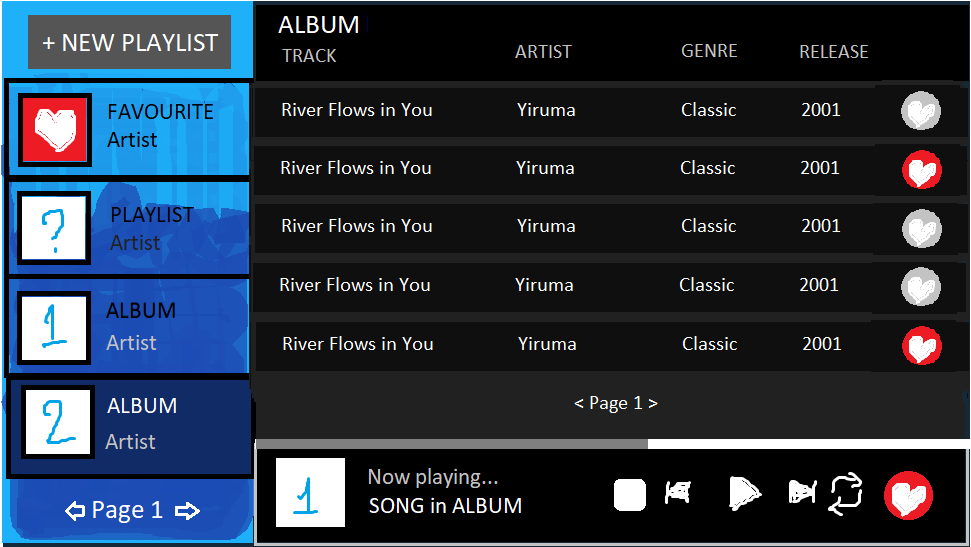 + NEW PLAYLIST
FAVOURITE
Artist
?
PLAYLIST
Artist
1
ALBUM
Artist
2
ALBUM
Artist
Page 1
ALBUM
TRACK ARTIST GENRE RELEASE
River Flows in You Yiruma Classic 2001
River Flows in You Yiruma Classic 2001
River Flows in You Yiruma Classic 2001
River Flows in You Yiruma Classic 2001
River Flows in You Yiruma Classic 2001
< Page 1 >
1
Now playing...
SONG in ALBUM